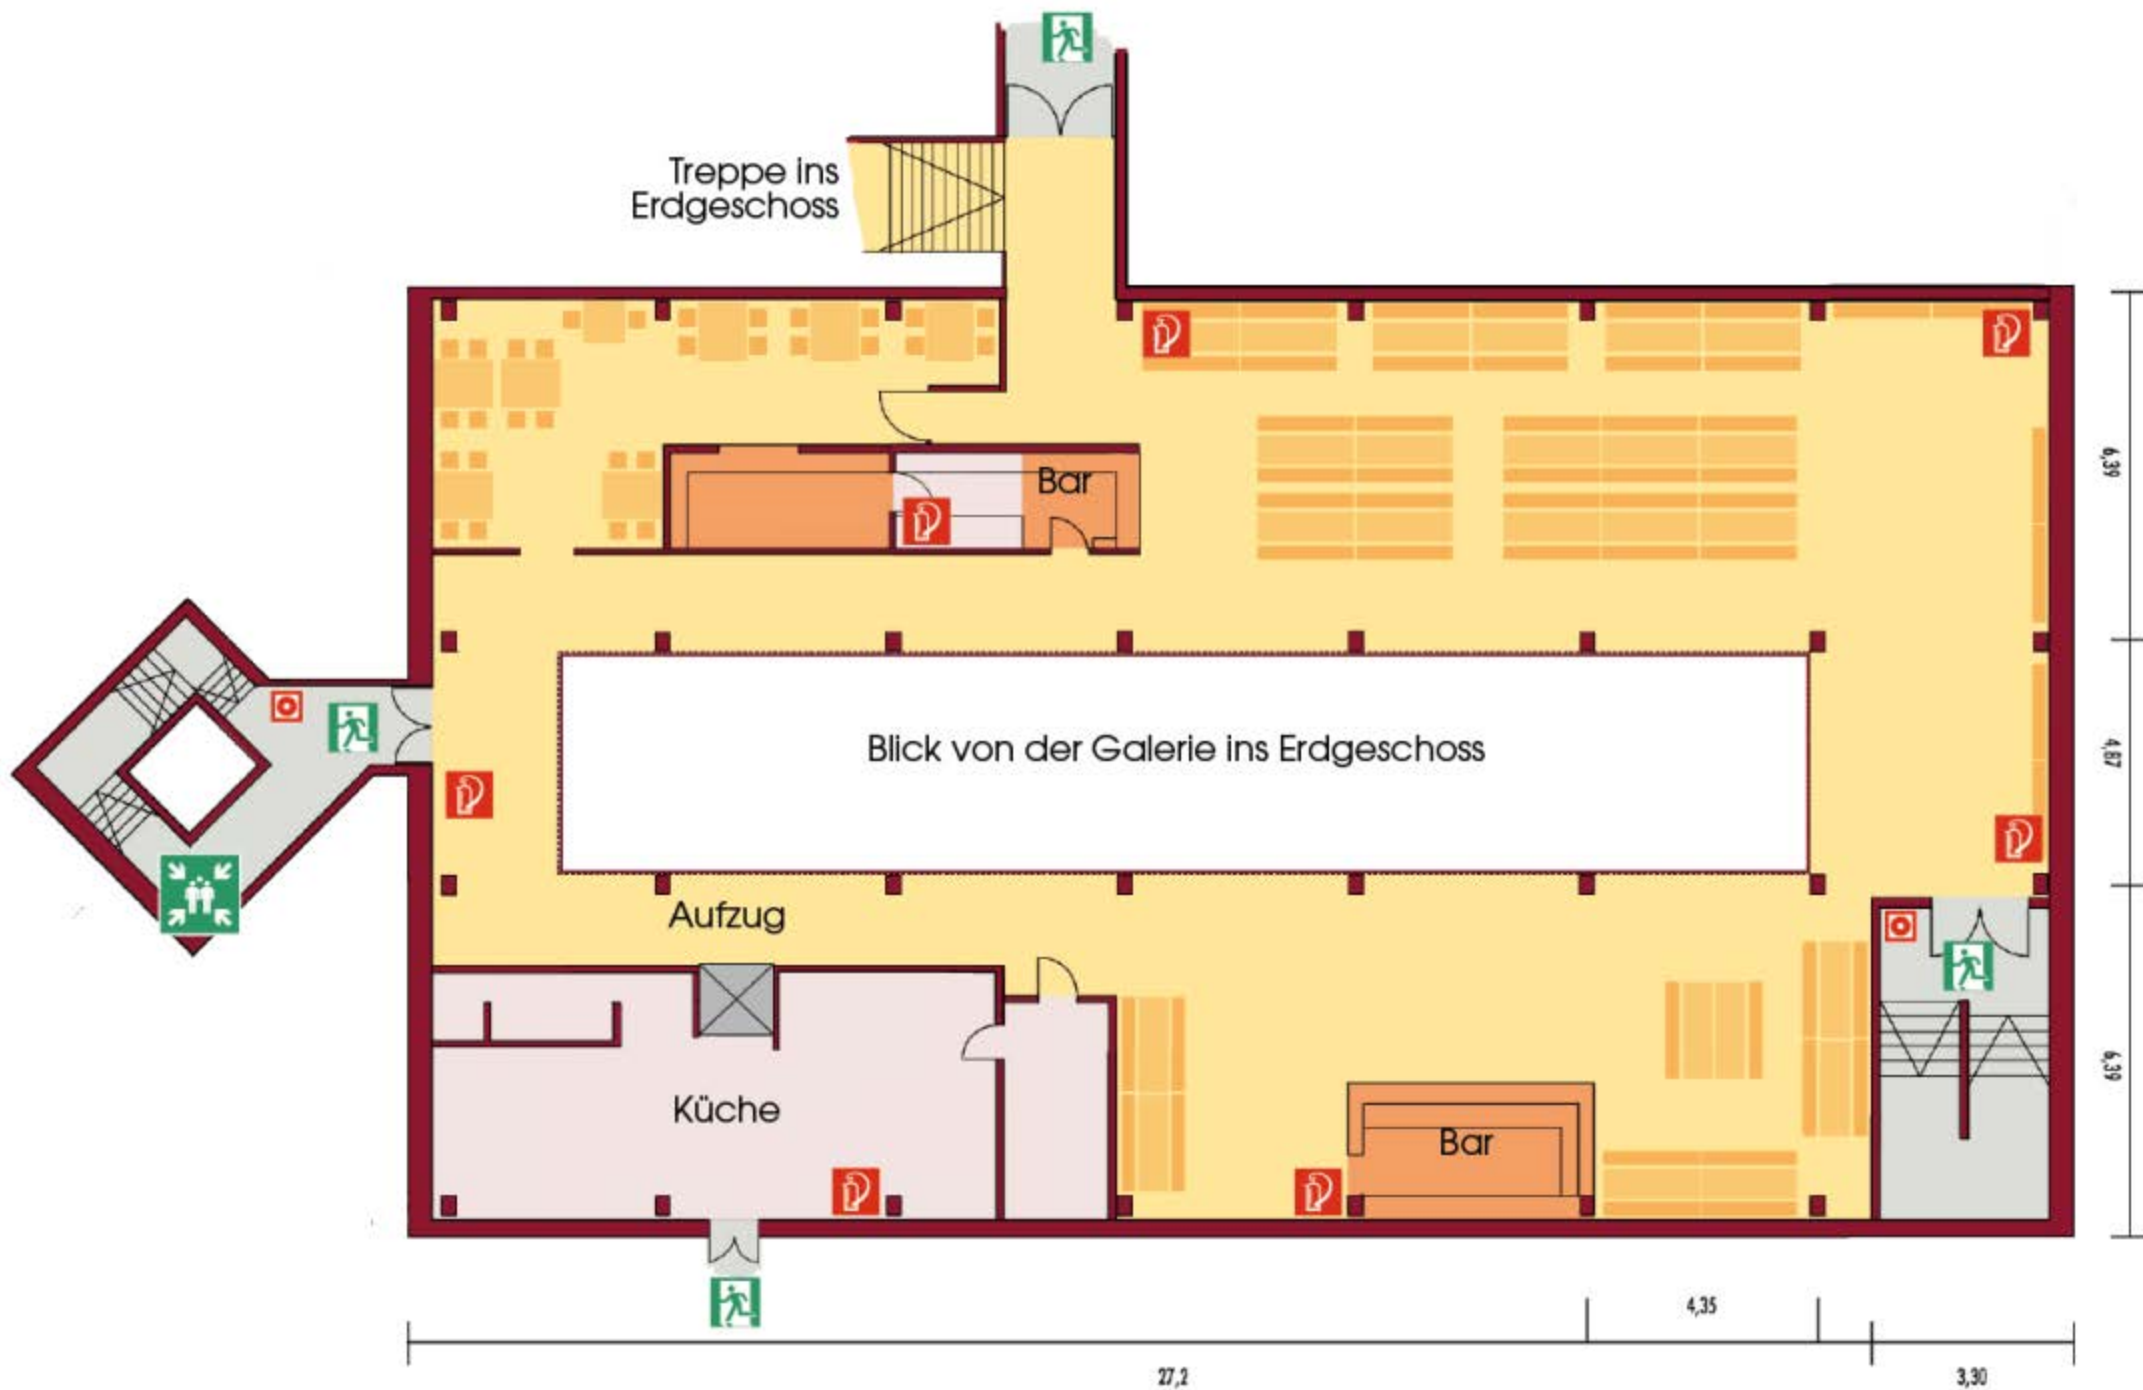 Treppe ins
Erdgeschoss
Bar
6,39
Blick von der Galerie ins Erdgeschoss
4,87
Aufzug
6,39
Küche
Bar
4,35
27,2
3,30